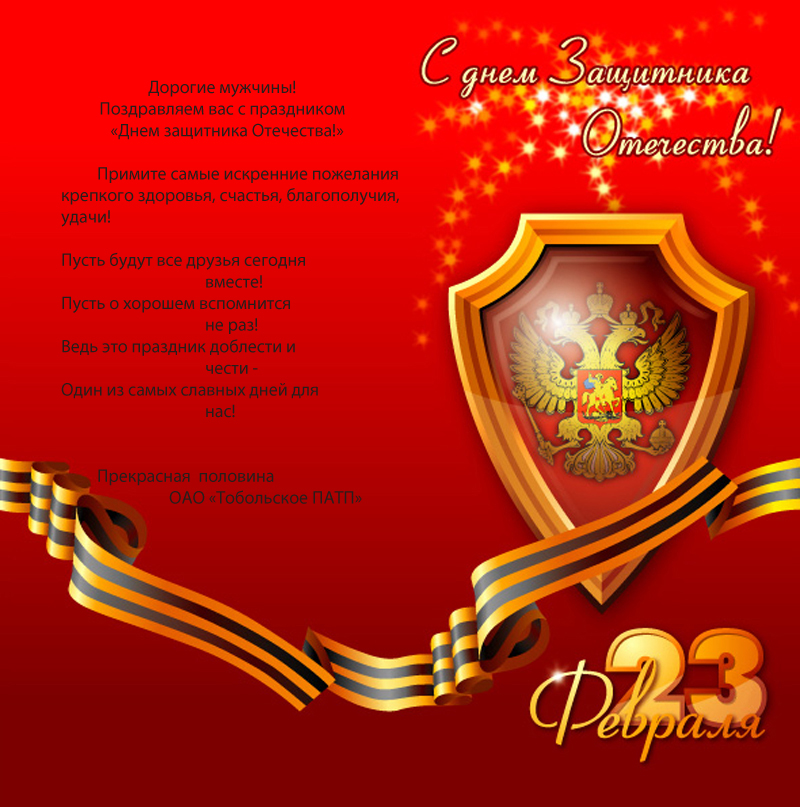 С днем Защитника
Отечества!
Дорогие мужчины!
Поздравляем вас с праздником
«Днем защитника Отечества!»
Примите самые искренние пожелания
крепкого здоровья, счастья, благополучия,
удачи!
Пусть будут все друзья сегодня
вместе!
Пусть о хорошем вспомнится
не раз!
Ведь это праздник доблести и
чести -
Один из самых славных дней для
нас!
Прекрасная половина
ОАО «Тобольское ПАТП»
23
Февраля